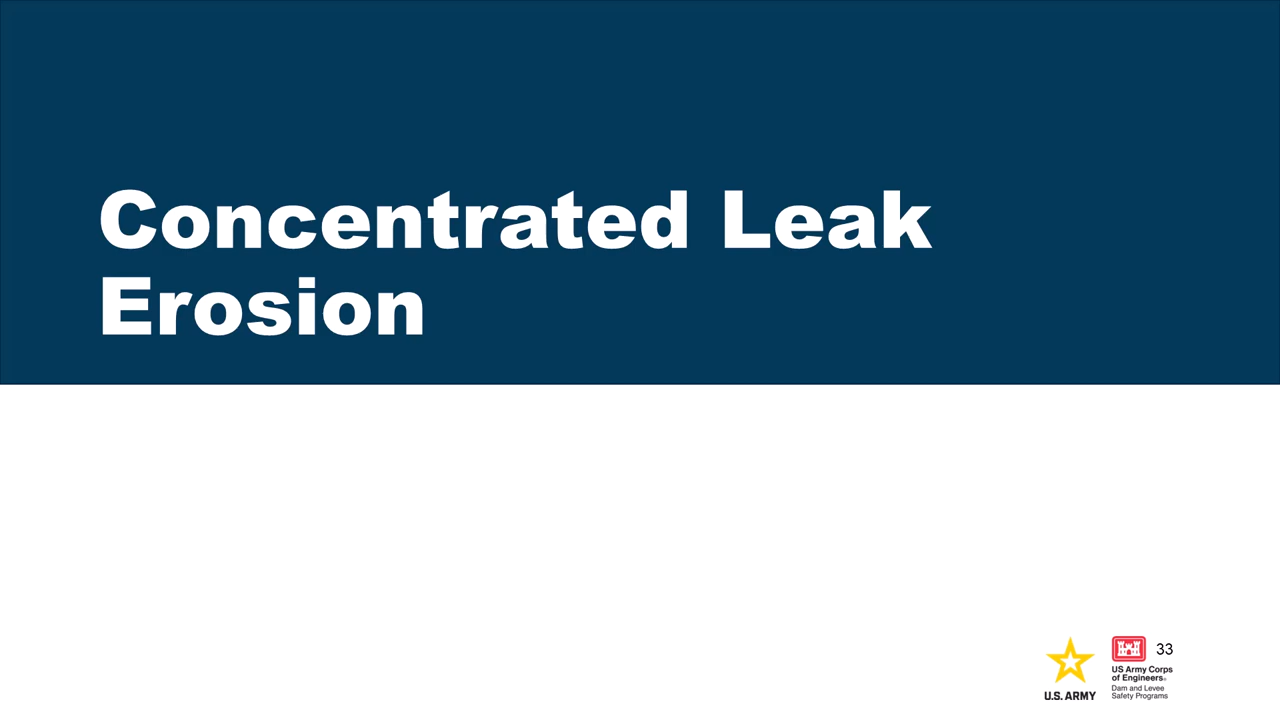 Concentrated Leak
Erosion
33
US Army Corps
of Engineers®
Dam and Levee
Safety Programs
U.S. ARMY